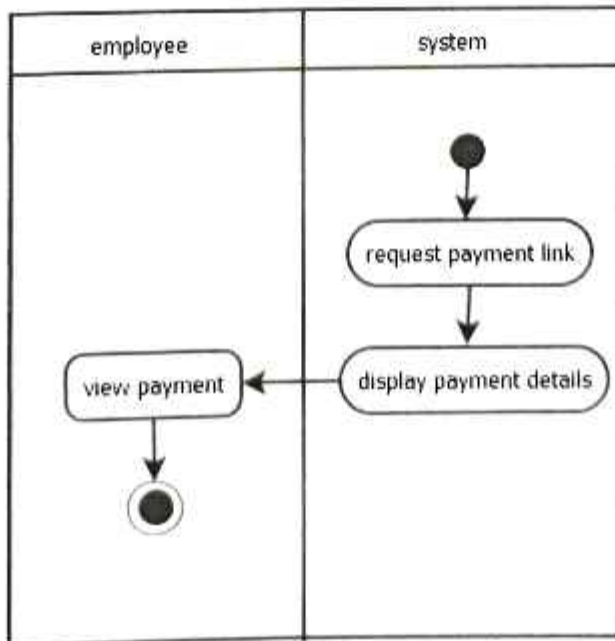 employee
system
request payment link
display payment details
view payment